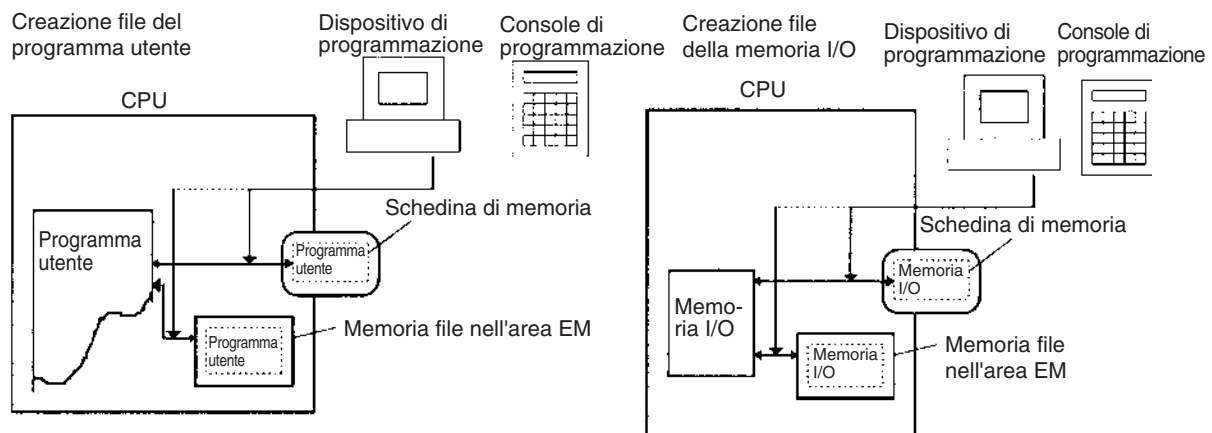 Creazione file del
programma utente
Dispositivo di
programmazione
Console di
programmazione
CPU
Programma
utente
Schedina di memoria
Programma
utente
Memoria file nell'area EM
Programma
utente
Creazione file
della memoria I/O
Dispositivo di
programmazione
Console di
programmazione
CPU
Schedina di memoria
Memoria
I/O
Memo-
ria I/O
Memoria file
nell'area EM
Memoria
I/O